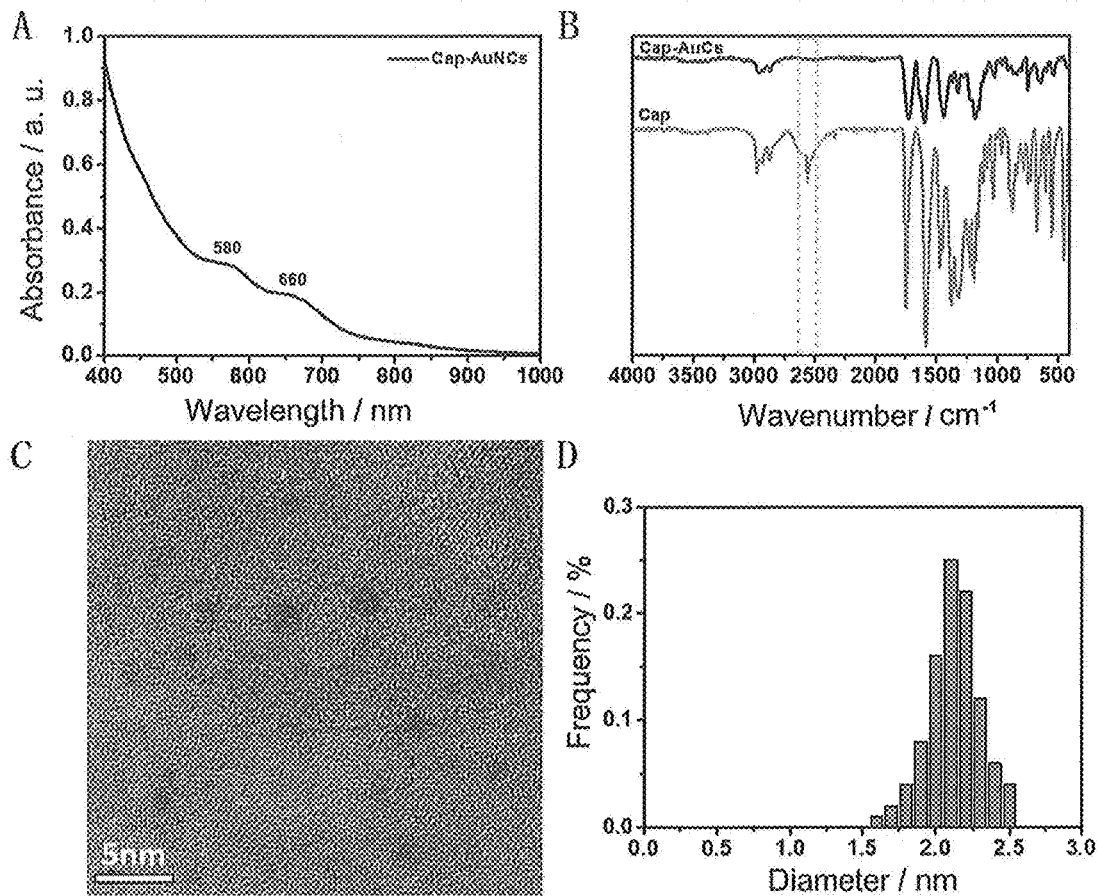 A
1.0
0.8
0.6
0.4
0.2
0.0
Absorbance / a. u.
Cap-AuNCs
580
660
400 500 600 700 800 900 1000
Wavelength / nm
B
Cap-AuCs
Cap
4000 3500 3000 2500 2000 1500 1000 500
Wavenumber / cm⁻¹
C
5nm
D
0.3
0.2
0.1
0.0
Frequency / %
0.0 0.5 1.0 1.5 2.0 2.5 3.0
Diameter / nm